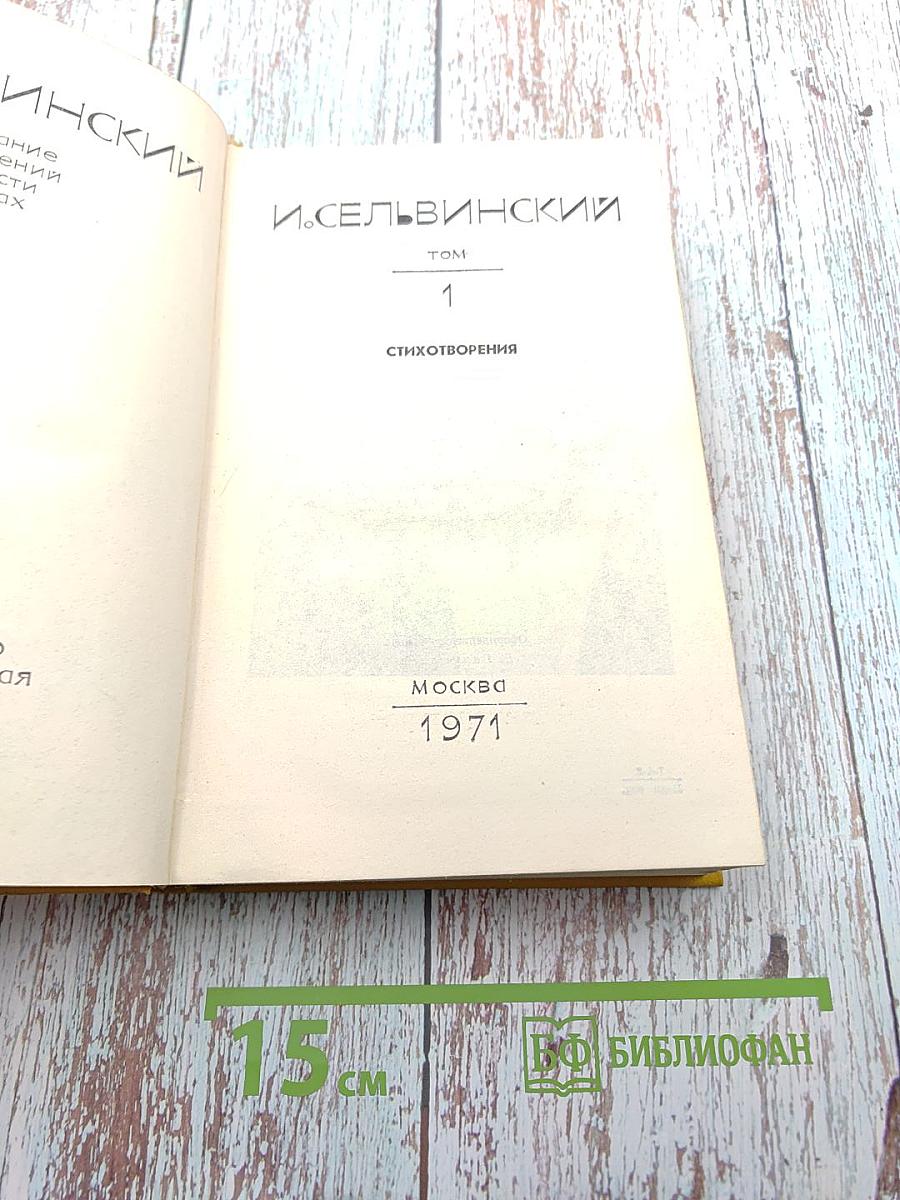 ИНСКИЙ
ание
ений
сти
ах
ая
И. СЕЛЬВИНСКИЙ
том
1
СТИХОТВОРЕНИЯ
Москва
1971
15 см
БФ БИБЛИОФАН